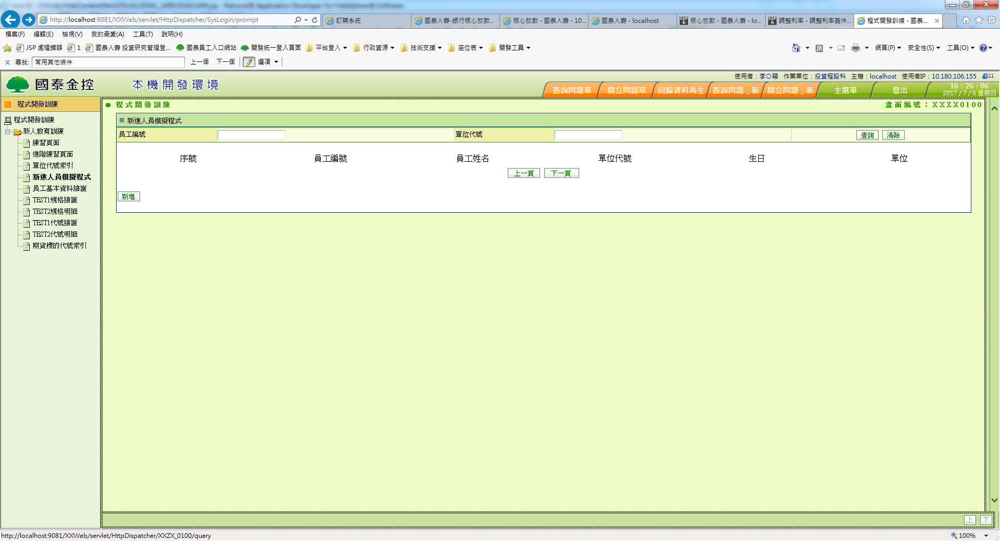 http://localhost:9081/XXWeb/servlet/HttpDispatcher/SysLogin/prompt
訂購系統
國泰人壽-銀行核心放款...
核心放款 - 國泰人壽 - 10...
國泰人壽 - localhost
核心放款 - 國泰人壽 - lo...
調整利率 - 調整利率簽件...
程式開發訓練 - 國泰...
檔案(F) 編輯(E) 檢視(V) 我的最愛(A) 工具(T) 說明(H)
JSP 處理錯誤 1 國泰人壽 投資研究管理登... 國泰員工入口網站 開發統一登入頁面 平台登入 行政資源 技術支援 座位表 開發工具
網頁(P) 安全性(S) 工具(O)
尋找: 常用其他條件 上一個 下一個 選項
國泰金控 本機開發環境
使用者：李○穎 作業單位：投資程設科 主機：localhost 使用者IP：10.180.106.155 11
查詢問題單 開立問題單 回歸資料再生 查詢問題 _ 新 開立問題 _ 新 主選單 登出
16：26：06
2017 / 7 / 6 星期四
程式開發訓練
程式開發訓練
新人教育訓練
練習頁面
進階練習頁面
單位代號索引
新進人員模擬程式
員工基本資料維護
TEST1規格維護
TEST2規格明細
TEST1代號維護
TEST2代號明細
期貨標的代號索引
程式開發訓練
畫面編號：XXZX0100
新進人員模擬程式
員工編號 單位代號 查詢 清除
序號 員工編號 員工姓名 單位代號 生日 單位
上一頁 下一頁
新增
上 下
http://localhost:9081/XXWeb/servlet/HttpDispatcher/XXZX_0100/query
100%